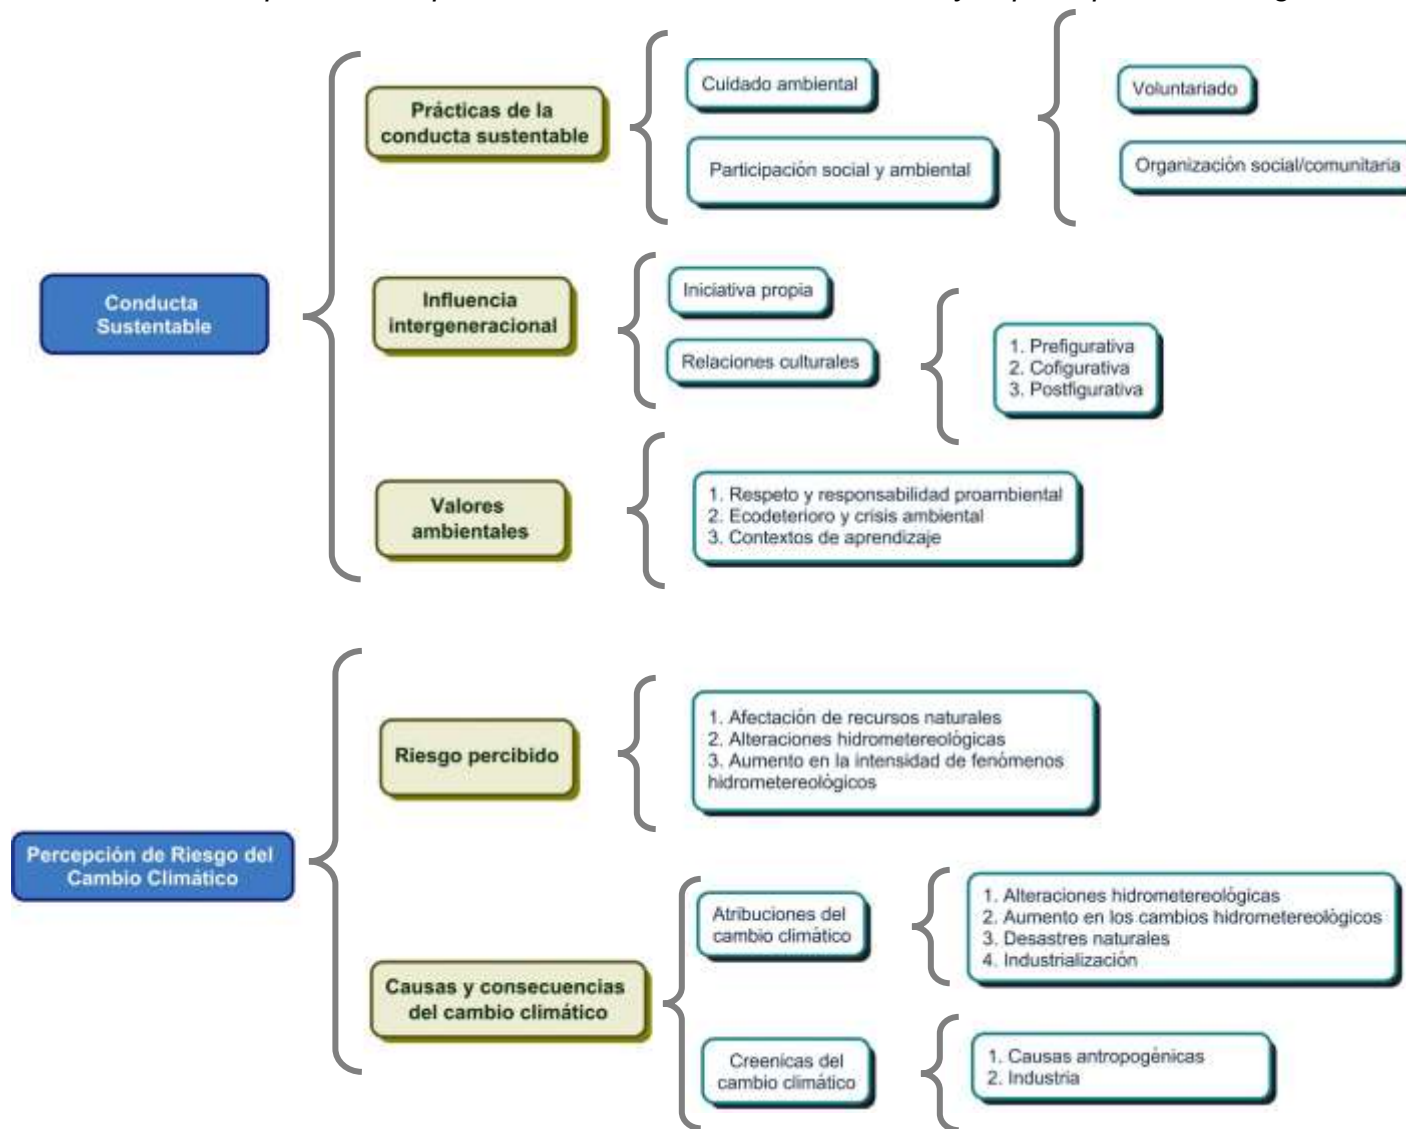 Prácticas de la
conducta sustentable
Cuidado ambiental
Participación social y ambiental
Voluntariado
Organización social/comunitaria
Conducta
Sustentable
Influencia
intergeneracional
Iniciativa propia
Relaciones culturales
1. Prefigurativa
2. Cofigurativa
3. Postfigurativa
Valores
ambientales
1. Respeto y responsabilidad proambiental
2. Ecodeterioro y crisis ambiental
3. Contextos de aprendizaje
Percepción de Riesgo del
Cambio Climático
Riesgo percibido
1. Afectación de recursos naturales
2. Alteraciones hidrometereológicas
3. Aumento en la intensidad de fenómenos
hidrometereológicos
Causas y consecuencias
del cambio climático
Atribuciones del
cambio climático
1. Alteraciones hidrometereológicas
2. Aumento en los cambios hidrometereológicos
3. Desastres naturales
4. Industrialización
Creenicas del
cambio climático
1. Causas antropogénicas
2. Industria